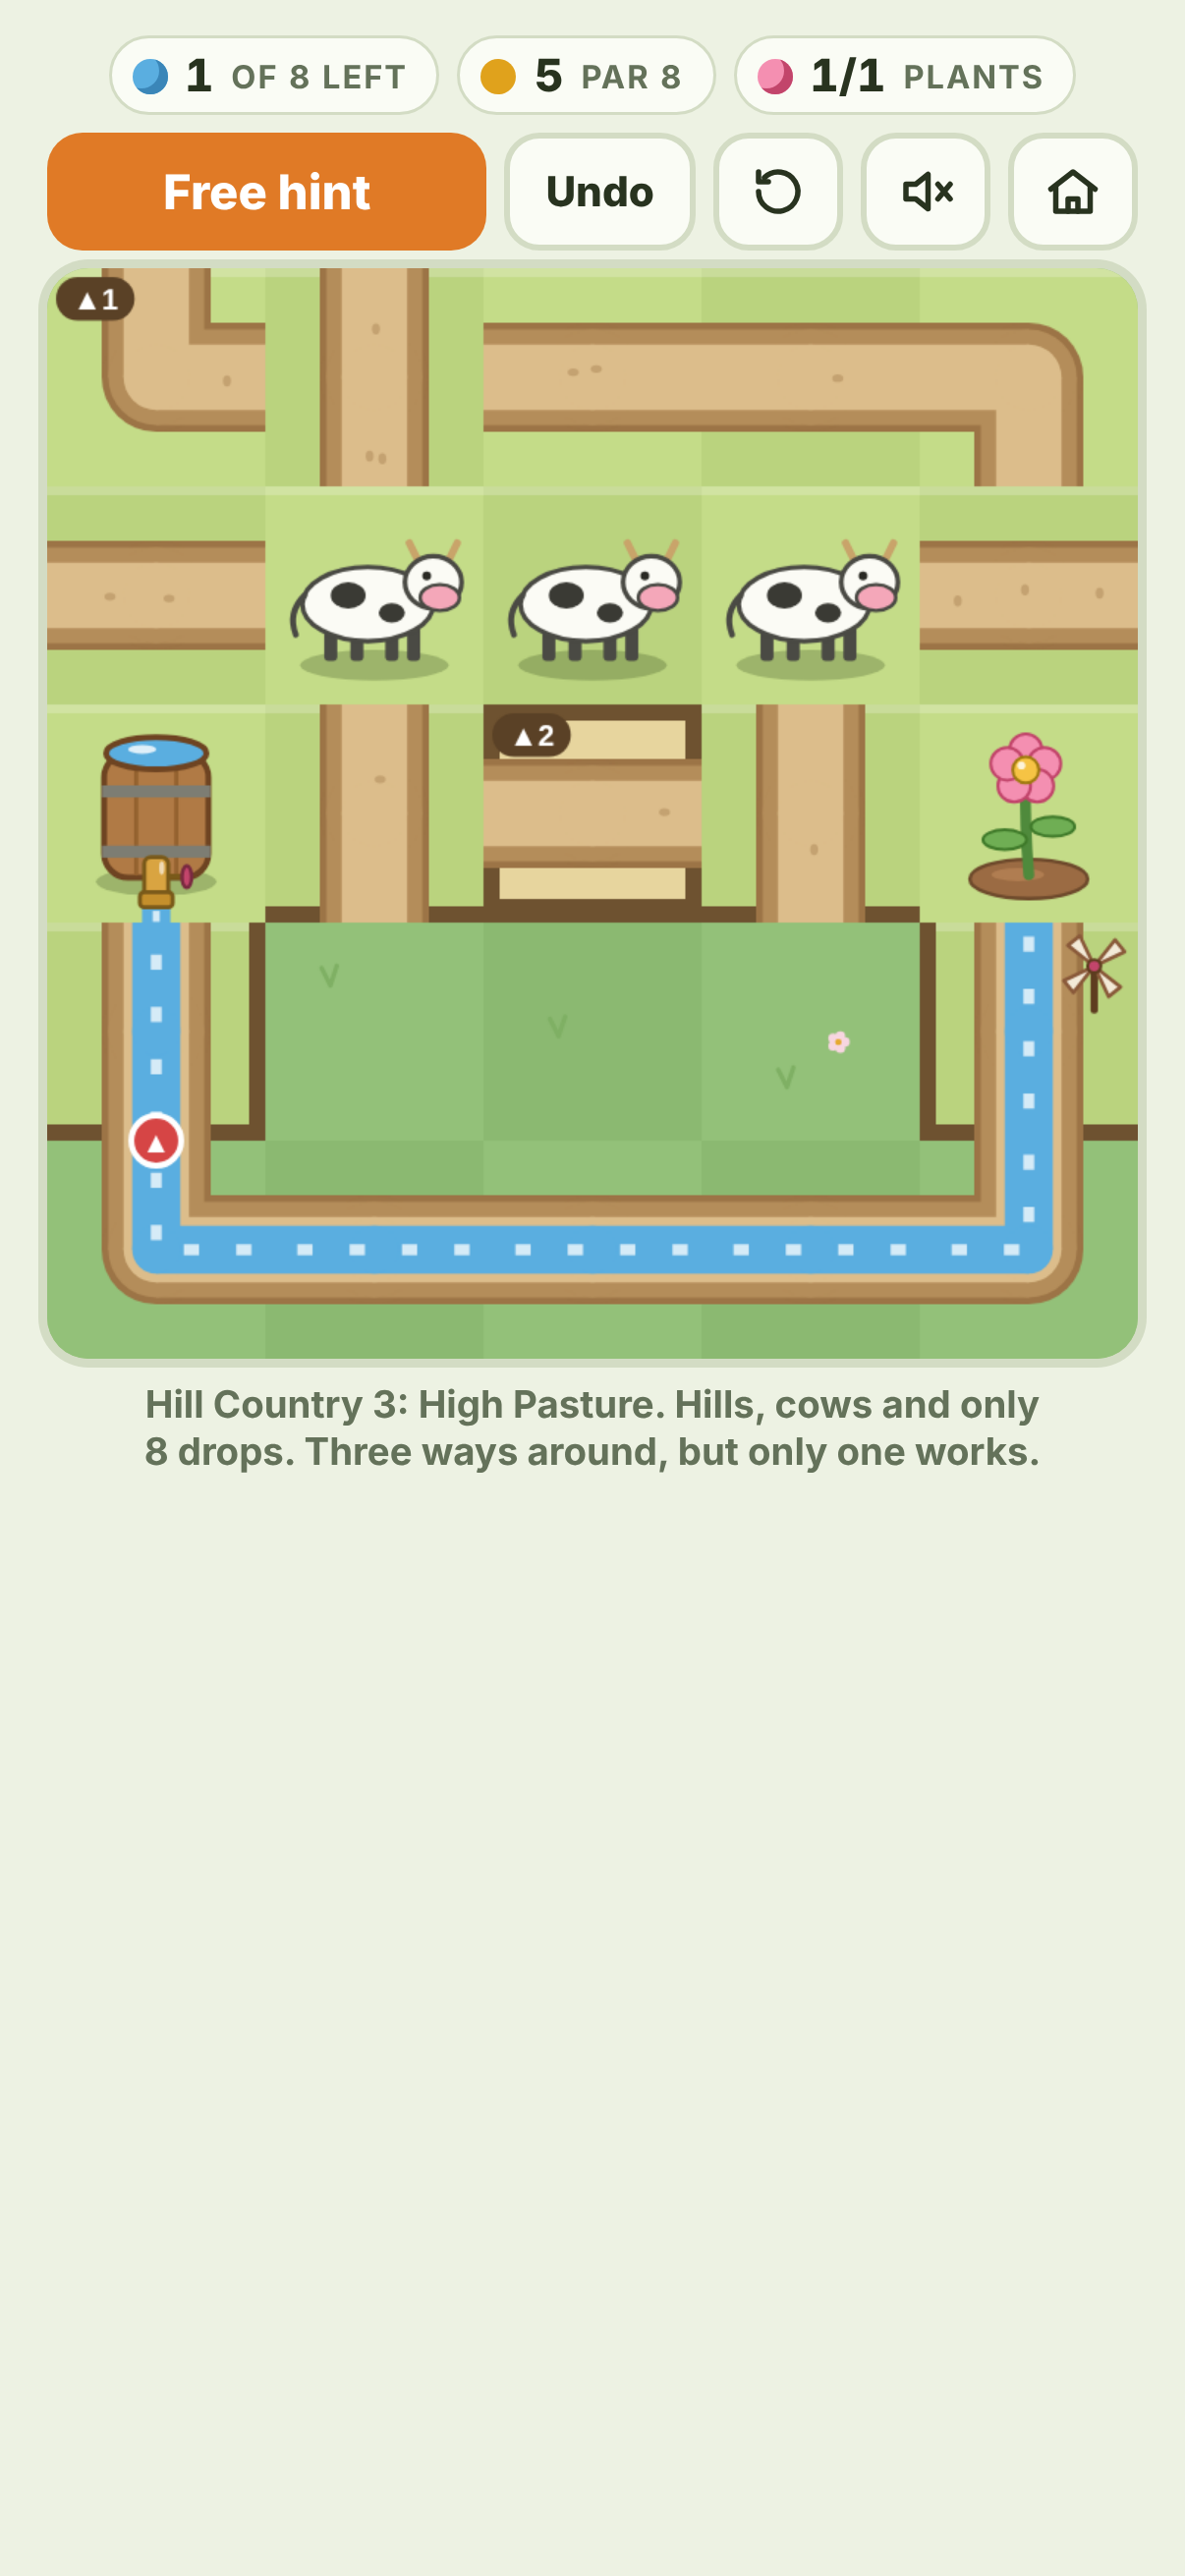 1 OF 8 LEFT 5 PAR 8 1/1 PLANTS
Free hint Undo
▲1
▲2
▲
Hill Country 3: High Pasture. Hills, cows and only
8 drops. Three ways around, but only one works.